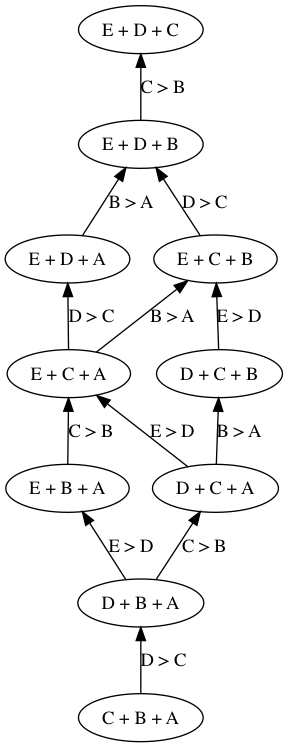 E + D + C
C > B
E + D + B
B > A
D > C
E + D + A
E + C + B
D > C
B > A
E > D
E + C + A
D + C + B
C > B
E > D
B > A
E + B + A
D + C + A
E > D
C > B
D + B + A
D > C
C + B + A